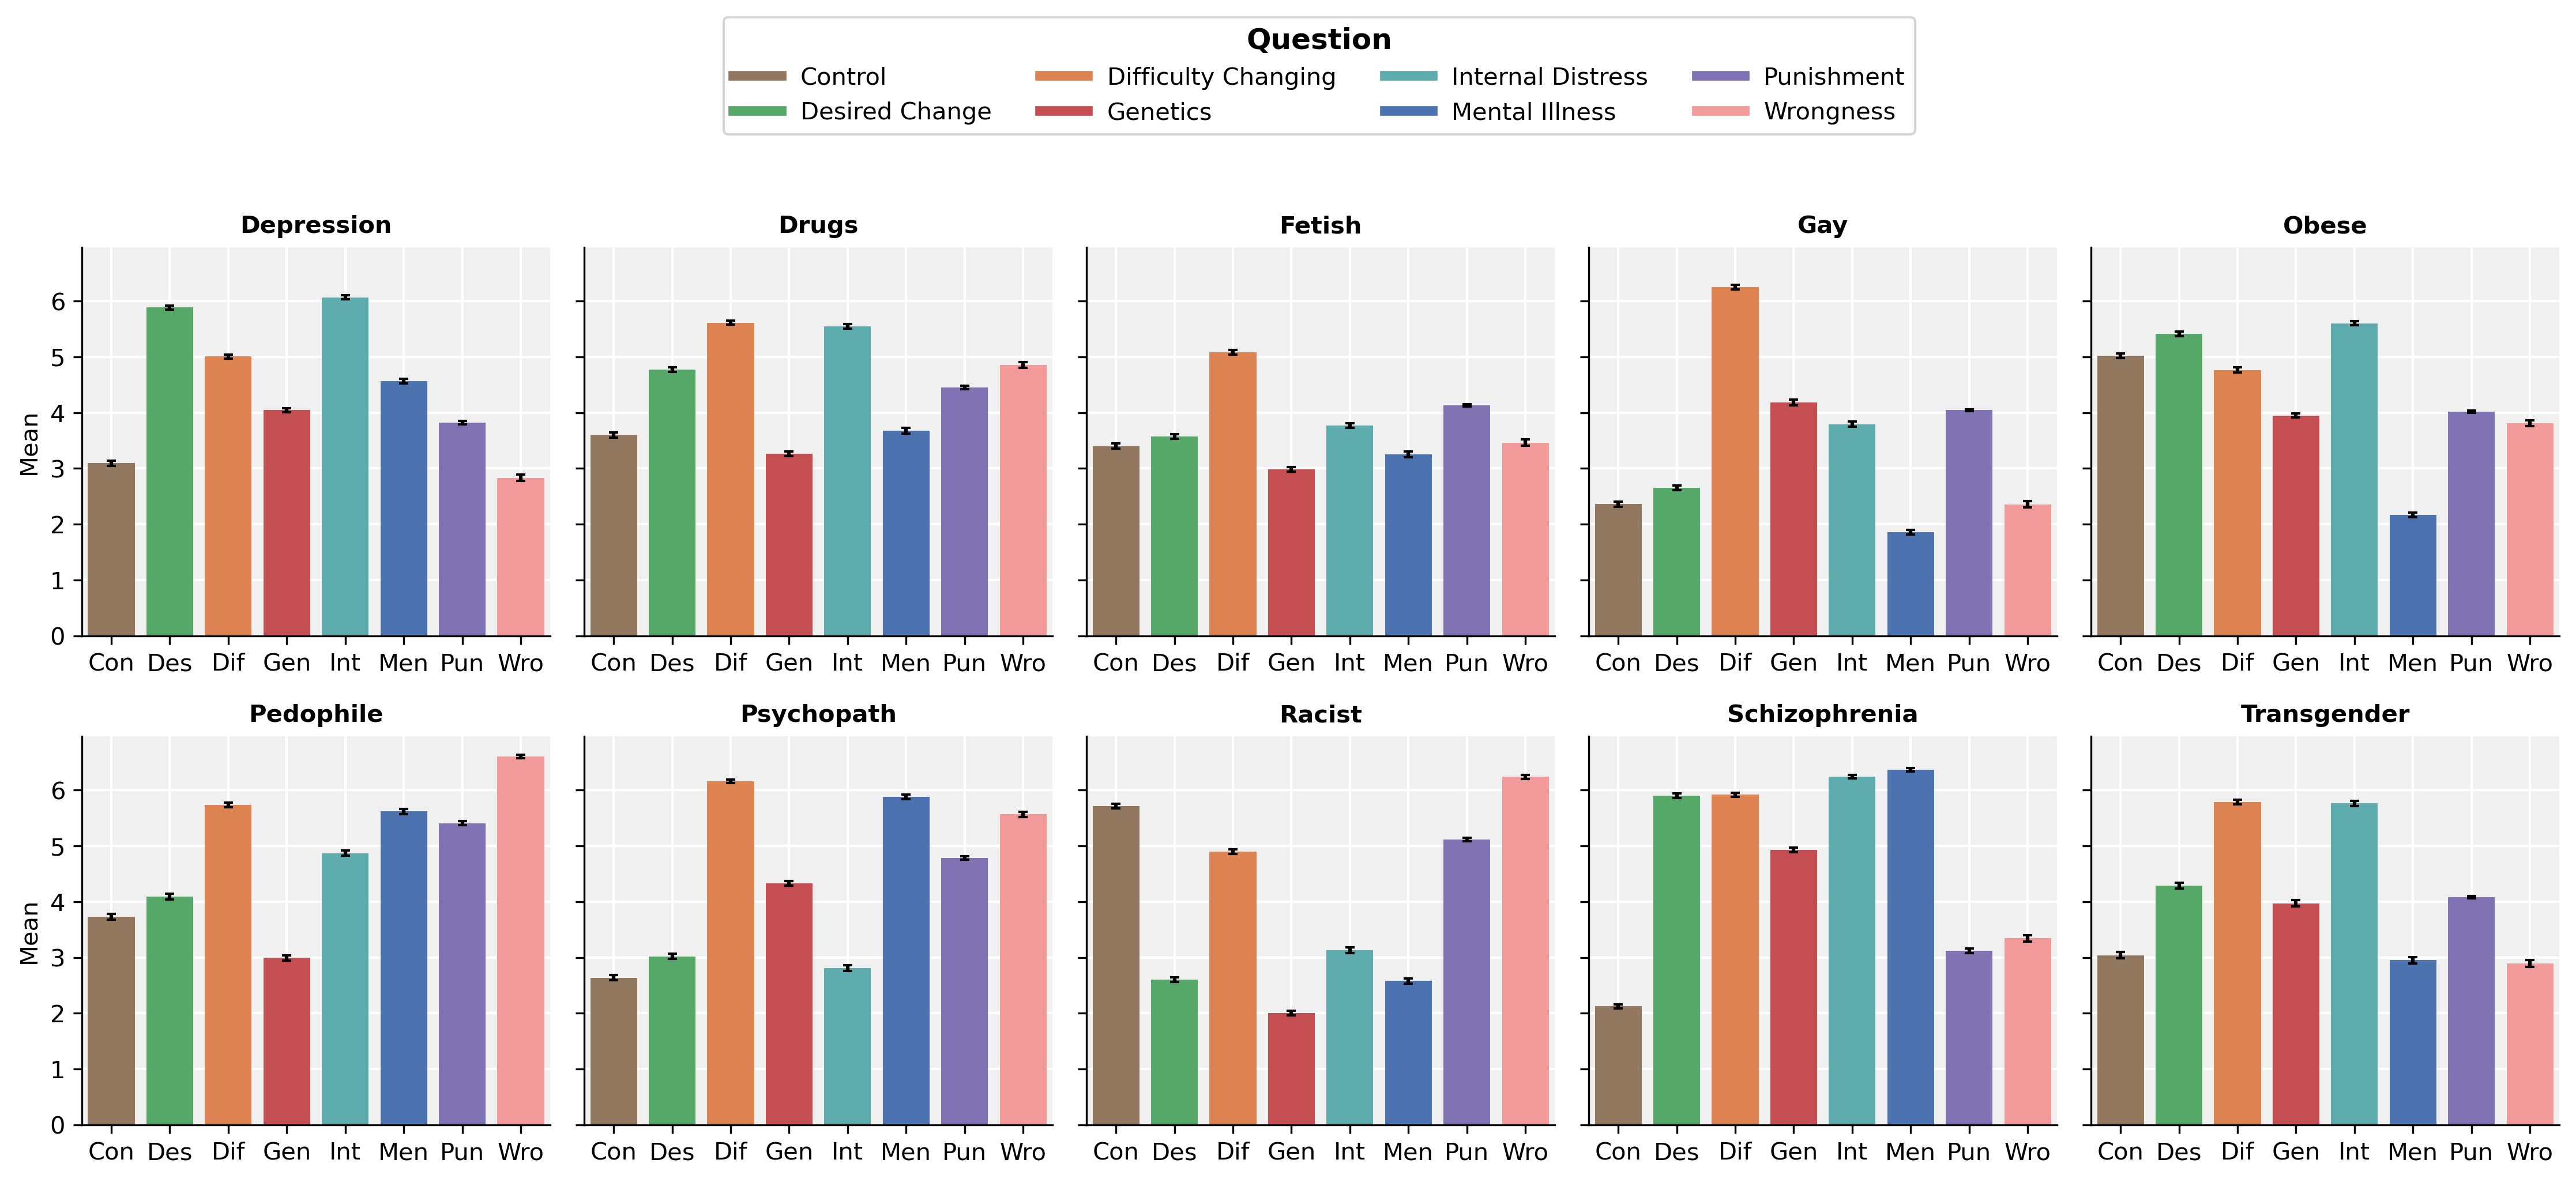 Question
Control Difficulty Changing Internal Distress Punishment
Desired Change Genetics Mental Illness Wrongness
Depression Drugs Fetish Gay Obese
Mean
6
5
4
3
2
1
0
Con Des Dif Gen Int Men Pun Wro Con Des Dif Gen Int Men Pun Wro Con Des Dif Gen Int Men Pun Wro Con Des Dif Gen Int Men Pun Wro Con Des Dif Gen Int Men Pun Wro
Pedophile Psychopath Racist Schizophrenia Transgender
Mean
6
5
4
3
2
1
0
Con Des Dif Gen Int Men Pun Wro Con Des Dif Gen Int Men Pun Wro Con Des Dif Gen Int Men Pun Wro Con Des Dif Gen Int Men Pun Wro Con Des Dif Gen Int Men Pun Wro